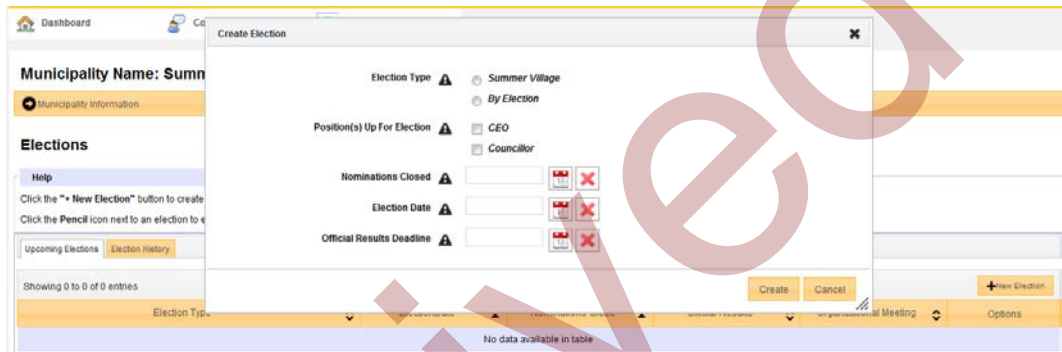 Dashboard
Co
Create Election
Municipality Name: Summ
Municipality Information
Elections
Help
Click the "+ New Election" button to create
Click the Pencil icon next to an election to e
Upcoming Elections Election History
Election Type Summer Village
By Election
Position(s) Up For Election CEO
Councillor
Nominations Closed
Election Date
Official Results Deadline
Create Cancel
Showing 0 to 0 of 0 entries
+New Election
Election Type Organizational Meeting Options
No data available in table
ived